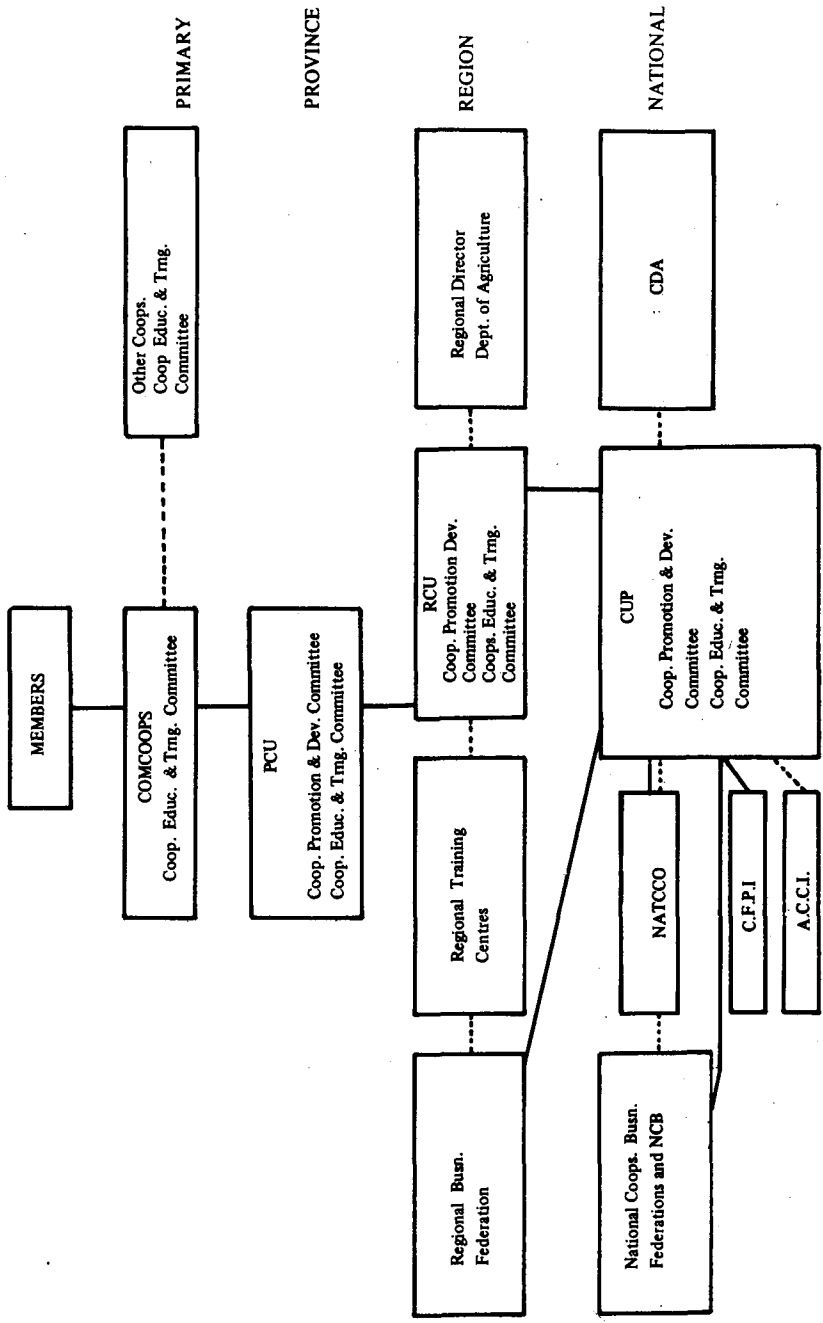 MEMBERS
COMCOOPS
Coop. Educ. & Trng. Committee
Other Coops.
Coop Educ. & Trng.
Committee
PRIMARY
PCU
Coop. Promotion & Dev. Committee
Coop. Educ. & Trng. Committee
PROVINCE
Regional Busn.
Federation
Regional Training
Centres
RCU
Coop. Promotion Dev.
Committee
Coops. Educ. & Trng.
Committee
Regional Director
Dept. of Agriculture
REGION
National Coops. Busn.
Federations and NCB
NATCCO
C.F.P.I
A.C.C.I.
CUP
Coop. Promotion & Dev.
Committee
Coop. Educ. & Trng.
Committee
: CDA
NATIONAL